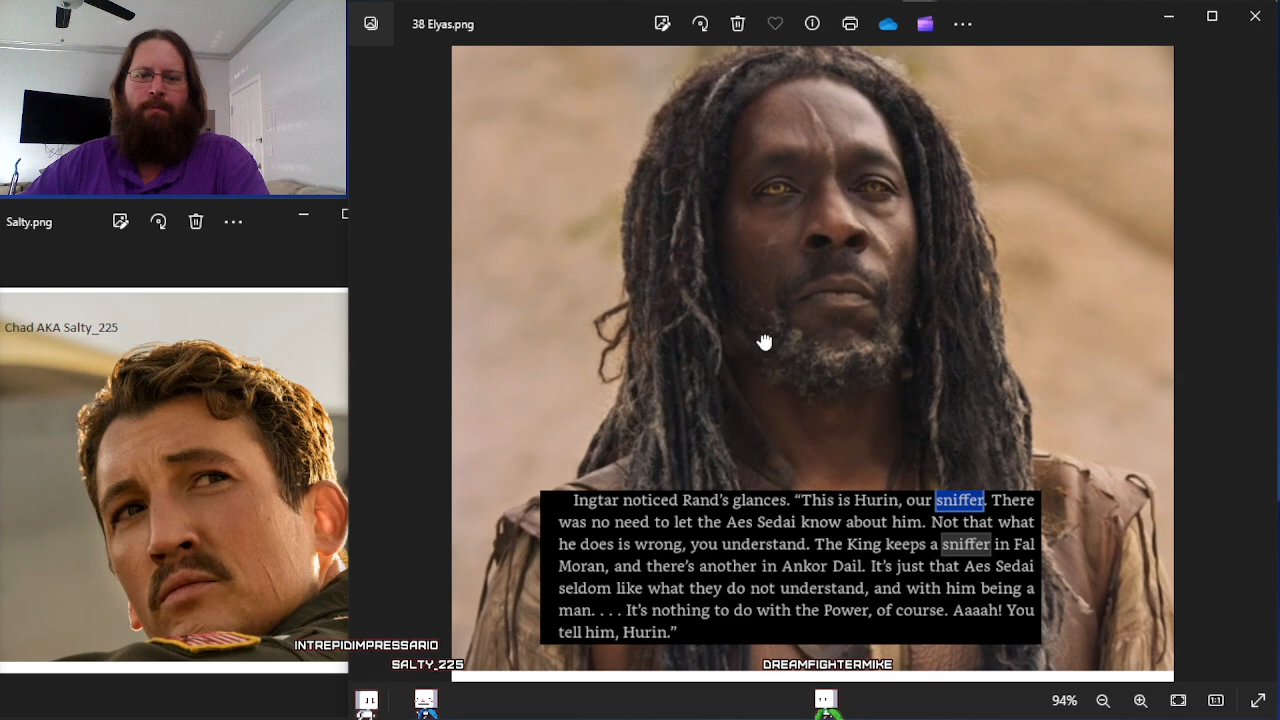 38 Elyas.png
Salty.png
Chad AKA Salty_225
Ingtar noticed Rand's glances. “This is Hurin, our sniffer. There
was no need to let the Aes Sedai know about him. Not that what
he does is wrong, you understand. The King keeps a sniffer in Fal
Moran, and there's another in Ankor Dail. It's just that Aes Sedai
seldom like what they do not understand, and with him being a
man. . . . It's nothing to do with the Power, of course. Aaaah! You
tell him, Hurin.”
INTREPIDIMPRESSARIO
SALTY_225
DREAMFIGHTERMIKE
94%
1:1